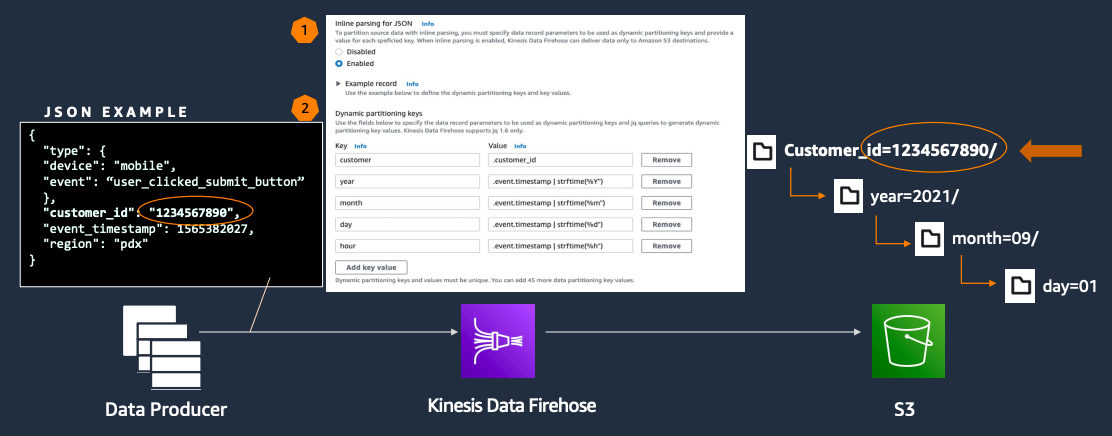 1
Inline parsing for JSON Info
To partition source data with inline parsing, you must specify data record parameters to be used as dynamic partitioning keys and provide a
value for each speficied key. When inline parsing is enabled, Kinesis Data Firehose can deliver data only to Amazon S3 destinations.
Disabled
Enabled
Example record Info
Use the example below to define the dynamic partitioning keys and key values.
2
Dynamic partitioning keys
Use the fields below to specify the data record parameters to be used as dynamic partitioning keys and jq queries to generate dynamic
partitioning key values. Kinesis Data Firehose supports jq 1.6 only.
Key Info Value Info
customer .customer_id Remove
year .event.timestamp | strftime(%Y") Remove
month .event.timestamp | strftime(%m") Remove
day .event.timestamp | strftime(%d") Remove
hour .event.timestamp | strftime(%h") Remove
Add key value
Dynamic partitioning keys and values must be unique. You can add 45 more data partitioning key values.
JSON EXAMPLE
{
"type": {
"device": "mobile",
"event": “user_clicked_submit_button”
},
"customer_id": "1234567890",
"event_timestamp": 1565382027,
"region": "pdx"
}
Customer_id=1234567890/
year=2021/
month=09/
day=01
Data Producer
Kinesis Data Firehose
S3